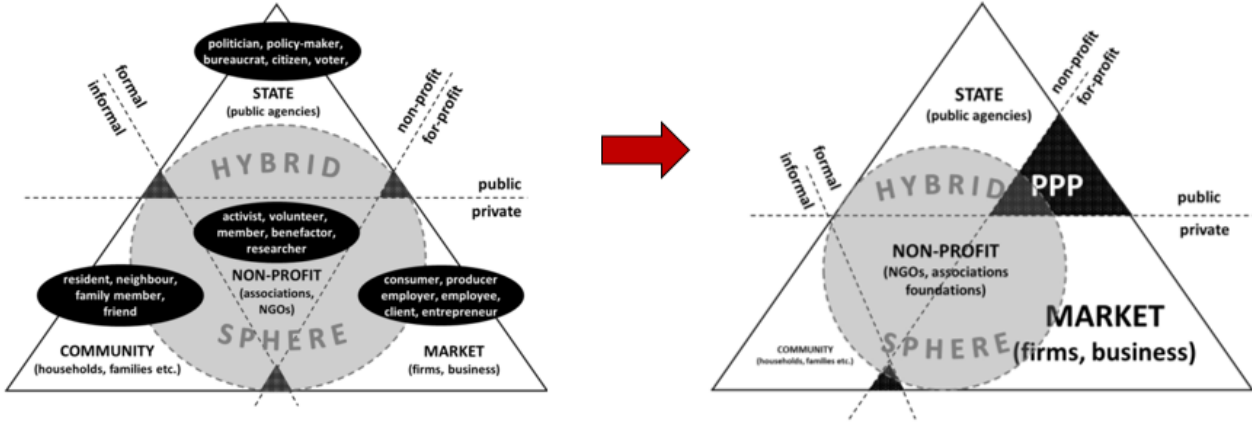 politician, policy-maker,
bureaucrat, citizen, voter,
formal
informal
STATE
(public agencies)
non-profit
for-profit
HYBRID
public
private
activist, volunteer,
member, benefactor,
researcher
resident, neighbour,
family member,
friend
NON-PROFIT
(associations,
NGOs)
consumer, producer
employer, employee,
client, entrepreneur
SPHERE
COMMUNITY
(households, families etc.)
MARKET
(firms, business)
non-profit
for-profit
STATE
(public agencies)
formal
informal
HYBRID
PPP
public
private
NON-PROFIT
(NGOs, associations
foundations)
MARKET
(firms, business)
SPHERE
COMMUNITY
(households, families etc.)